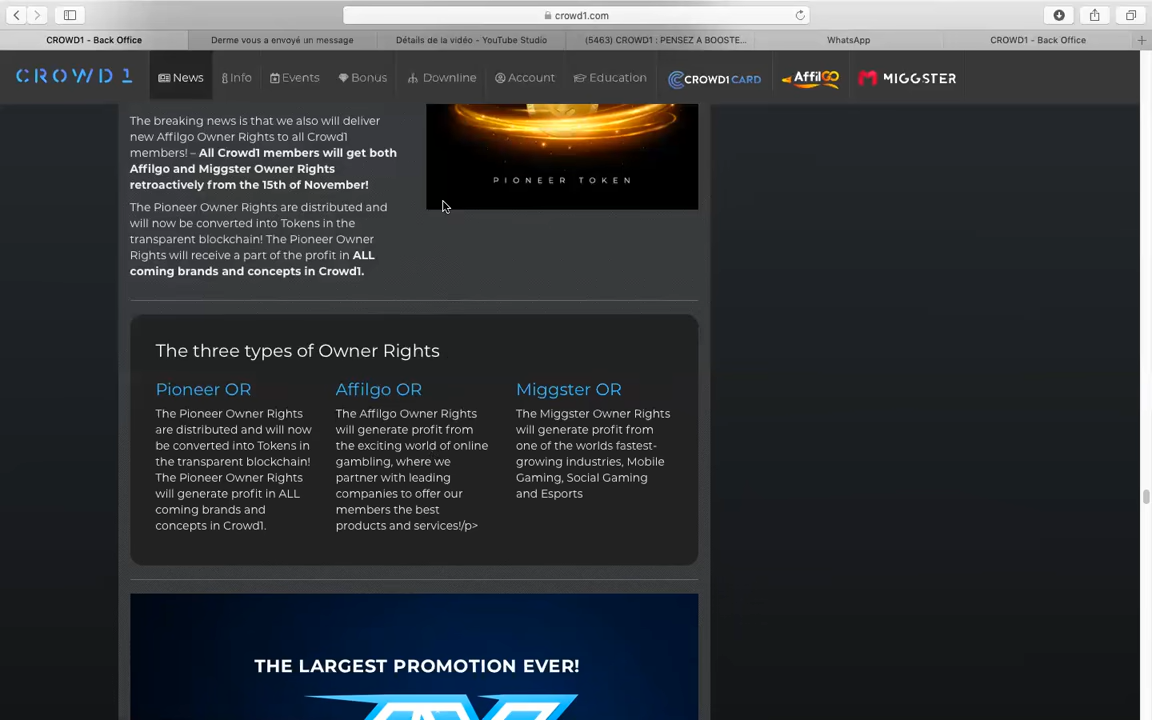 crowd1.com
CROWD1 - Back Office
Derme vous a envoyé un message
Détails de la vidéo - YouTube Studio
(5463) CROWD1 : PENSEZ A BOOSTE...
WhatsApp
CROWD1 - Back Office
CROWD1
News
Info
Events
Bonus
Downline
Account
Education
CROWD1CARD
AffilGO
MIGGSTER
The breaking news is that we also will deliver
new Affilgo Owner Rights to all Crowd1
members! – All Crowd1 members will get both
Affilgo and Miggster Owner Rights
retroactively from the 15th of November!
The Pioneer Owner Rights are distributed and
will now be converted into Tokens in the
transparent blockchain! The Pioneer Owner
Rights will receive a part of the profit in ALL
coming brands and concepts in Crowd1.
PIONEER TOKEN
The three types of Owner Rights
Pioneer OR
The Pioneer Owner Rights
are distributed and will now
be converted into Tokens in
the transparent blockchain!
The Pioneer Owner Rights
will generate profit in ALL
coming brands and
concepts in Crowd1.
Affilgo OR
The Affilgo Owner Rights
will generate profit from
the exciting world of online
gambling, where we
partner with leading
companies to offer our
members the best
products and services!/p>
Miggster OR
The Miggster Owner Rights
will generate profit from
one of the worlds fastest-
growing industries, Mobile
Gaming, Social Gaming
and Esports
THE LARGEST PROMOTION EVER!